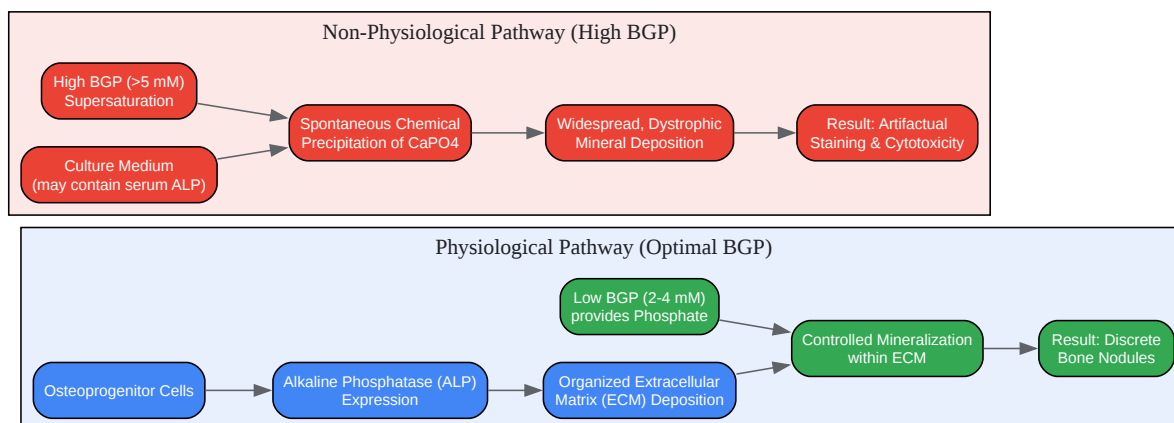 Non-Physiological Pathway (High BGP)
High BGP (>5 mM)
Supersaturation
Culture Medium
(may contain serum ALP)
Spontaneous Chemical
Precipitation of CaPO4
Widespread, Dystrophic
Mineral Deposition
Result: Artifactual
Staining & Cytotoxicity
Physiological Pathway (Optimal BGP)
Low BGP (2-4 mM)
provides Phosphate
Osteoprogenitor Cells
Alkaline Phosphatase (ALP)
Expression
Organized Extracellular
Matrix (ECM) Deposition
Controlled Mineralization
within ECM
Result: Discrete
Bone Nodules